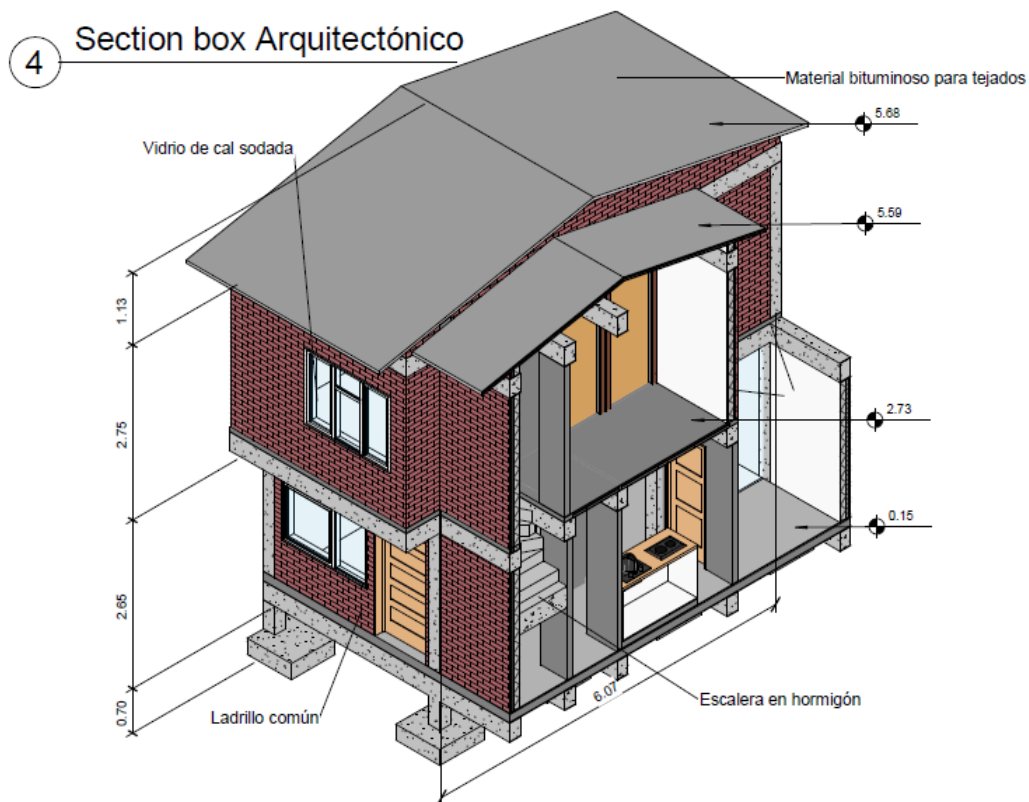 4
Section box Arquitectónico
Material bituminoso para tejados
5.68
Vidrio de cal sodada
5.59
1.13
2.75
2.73
0.15
2.65
6.07
Escalera en hormigón
0.70
Ladrillo común